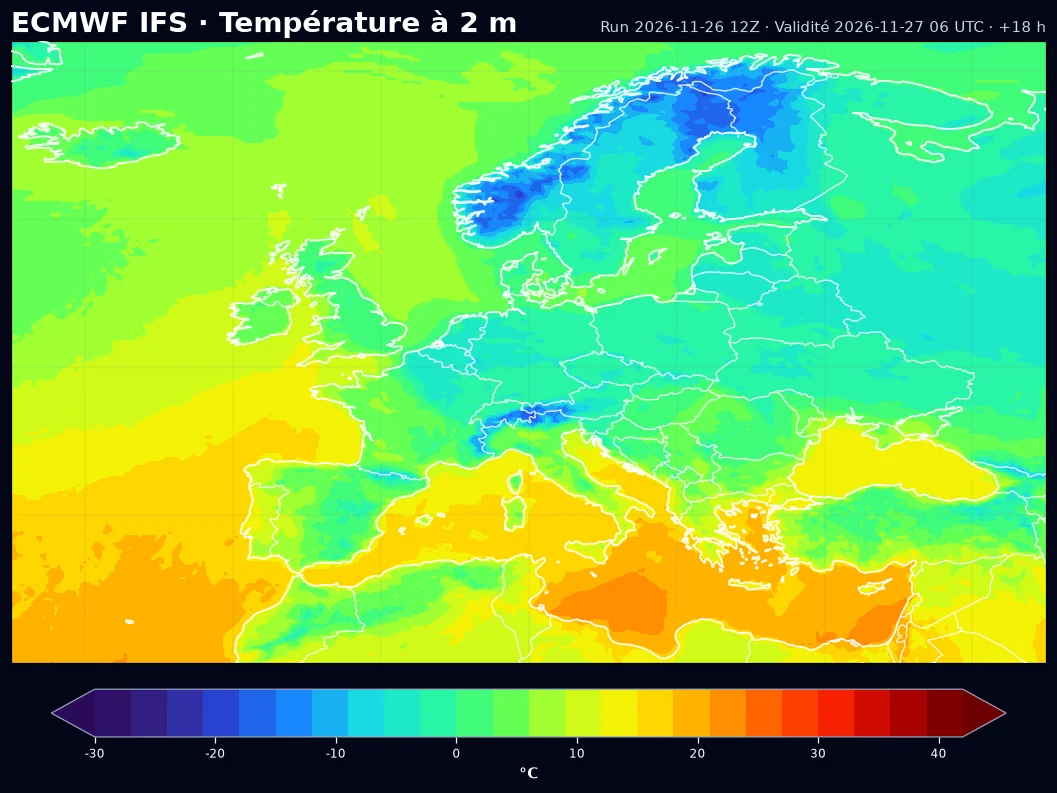 ECMWF IFS · Température à 2 m
Run 2026-11-26 12Z · Validité 2026-11-27 06 UTC · +18 h
-30 -20 -10 0 10 20 30 40
°C